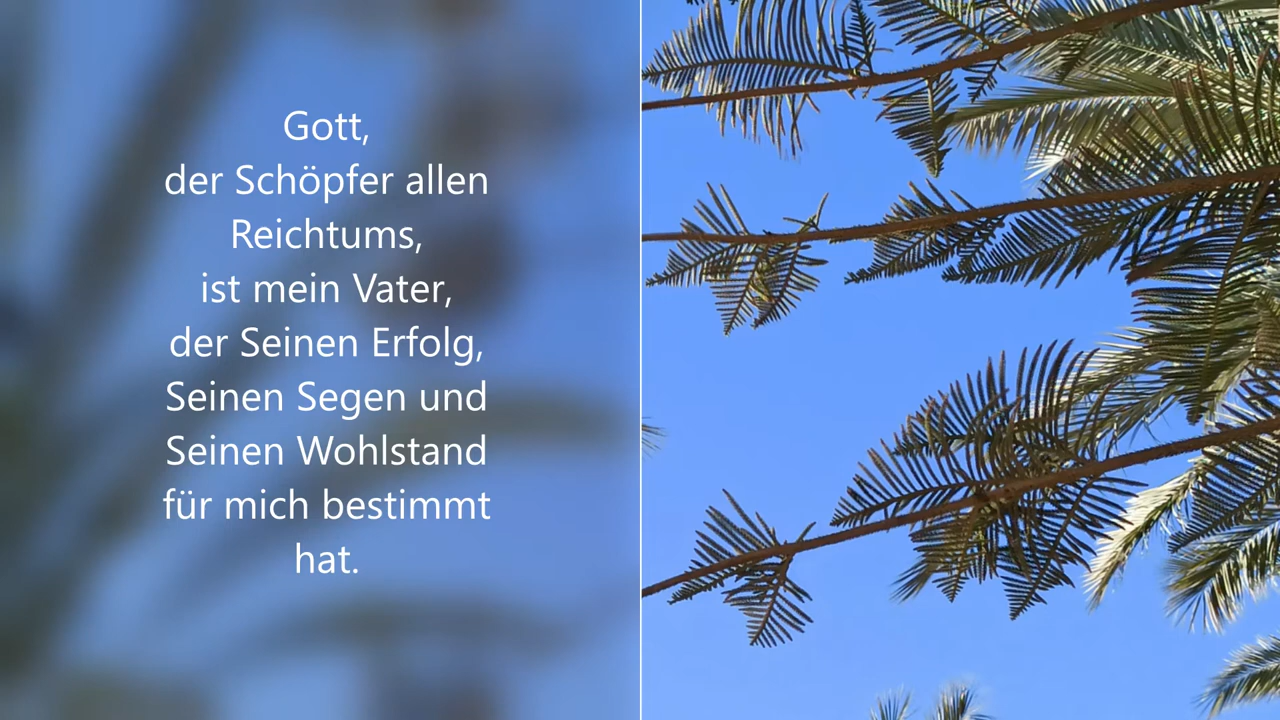 Gott,
der Schöpfer allen
Reichtums,
ist mein Vater,
der Seinen Erfolg,
Seinen Segen und
Seinen Wohlstand
für mich bestimmt
hat.